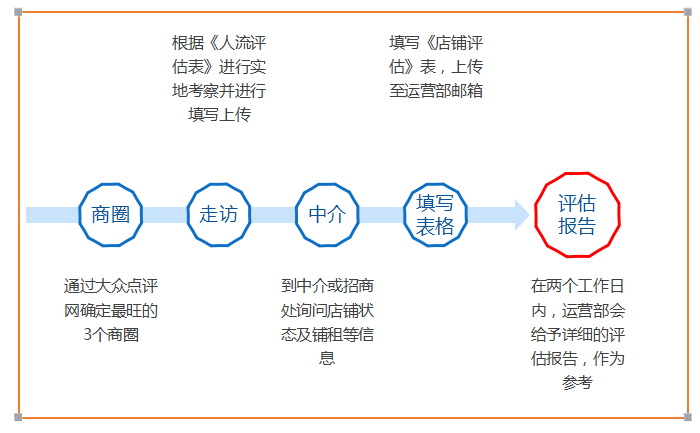 根据《人流评
估表》进行实
地考察并进行
填写上传
填写《店铺评
估》表，上传
至运营部邮箱
商圈
走访
中介
填写
表格
评估
报告
通过大众点评
网确定最旺的
3个商圈
到中介或招商
处询问店铺状
态及铺租等信
息
在两个工作日
内，运营部会
给予详细的评
估报告，作为
参考